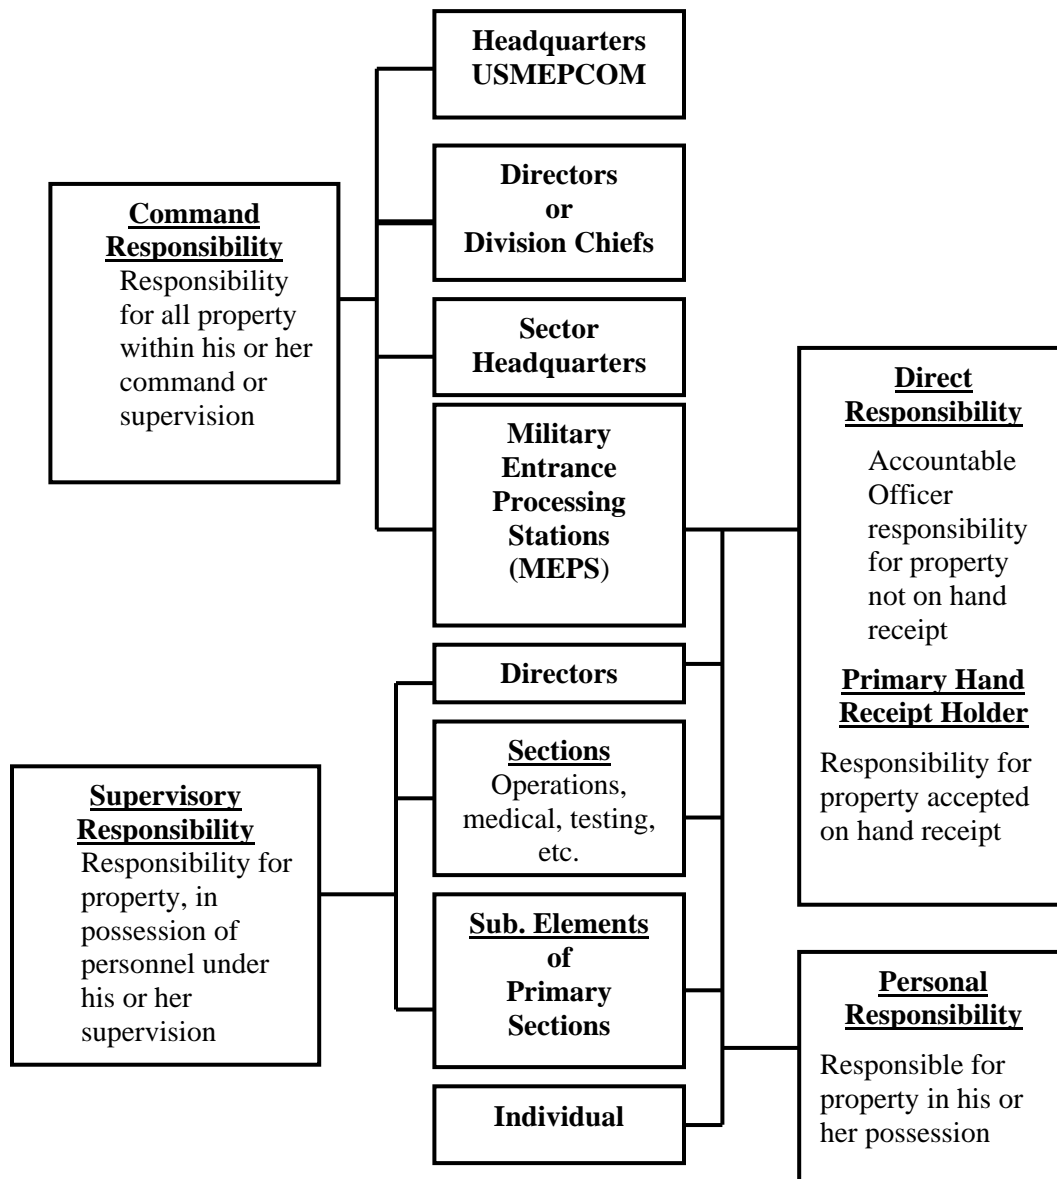 Headquarters
USMEPCOM
Directors
or
Division Chiefs
Command
Responsibility
Responsibility
for all property
within his or her
command or
supervision
Sector
Headquarters
Military
Entrance
Processing
Stations
(MEPS)
Direct
Responsibility
Accountable
Officer
responsibility
for property
not on hand
receipt
Primary Hand
Receipt Holder
Responsibility for
property accepted
on hand receipt
Directors
Sections
Operations,
medical, testing,
etc.
Supervisory
Responsibility
Responsibility for
property, in
possession of
personnel under
his or her
supervision
Sub. Elements
of
Primary
Sections
Personal
Responsibility
Responsible for
property in his or
her possession
Individual